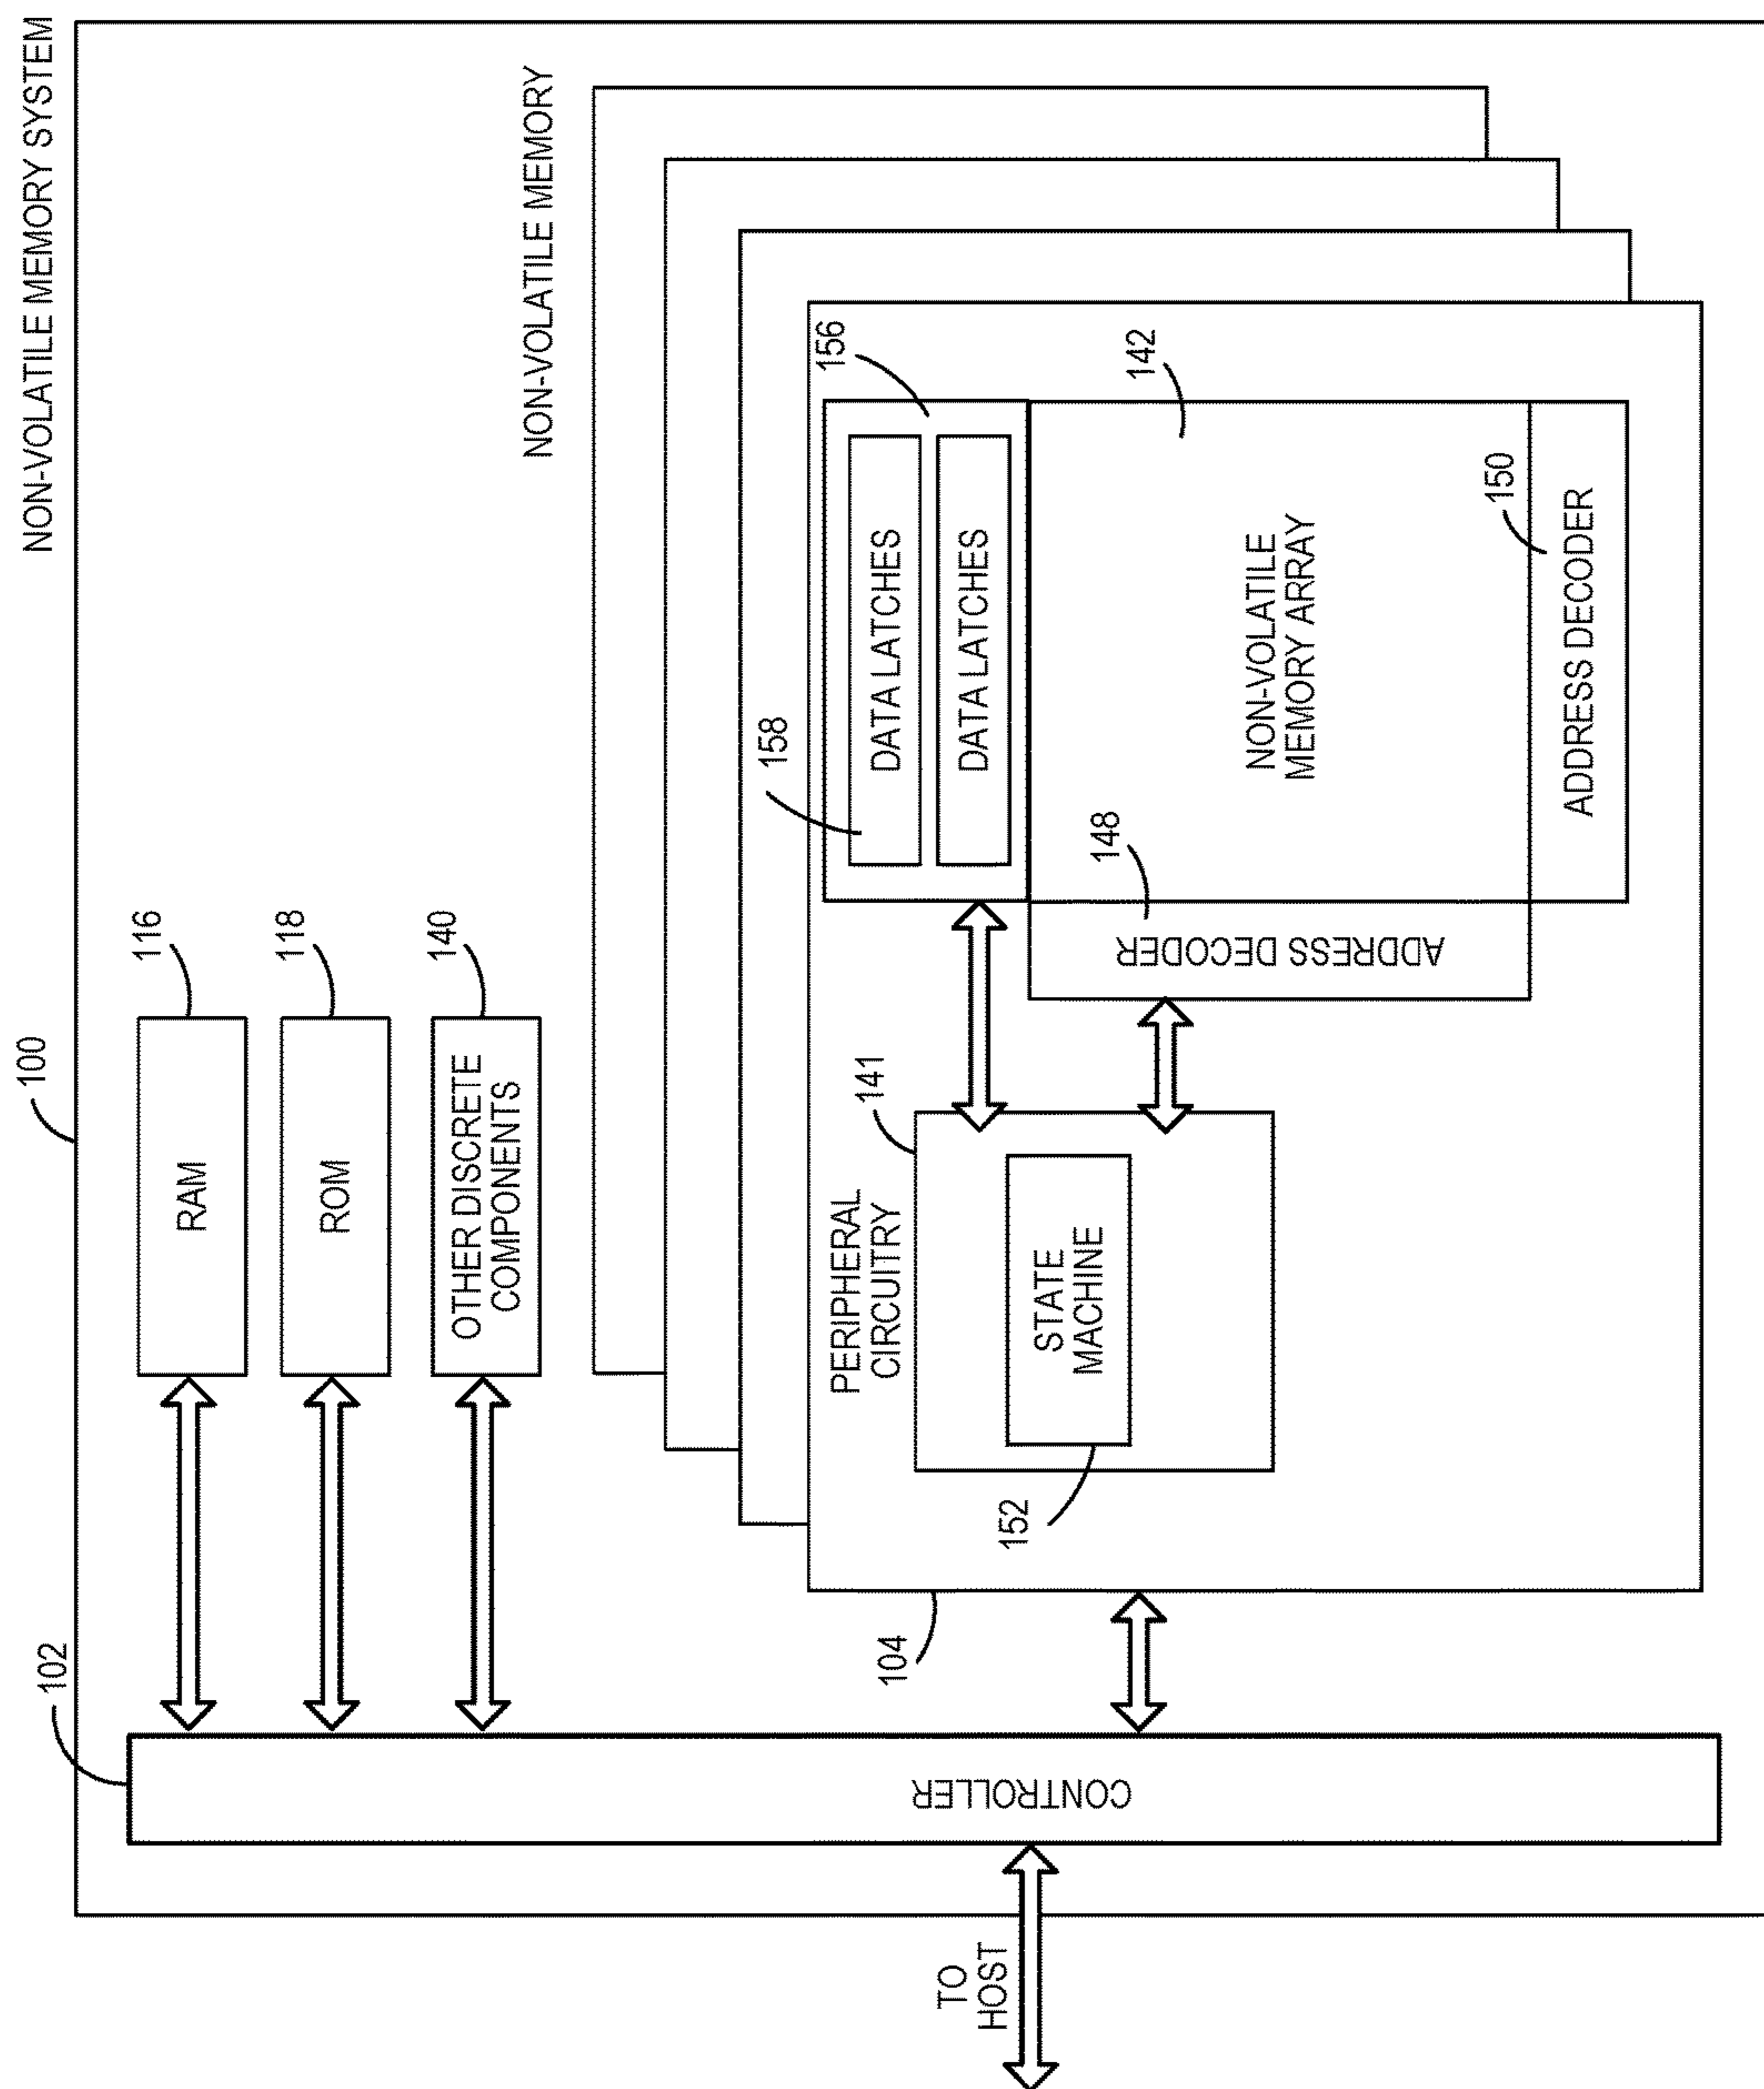 NON-VOLATILE MEMORY SYSTEM
100
102
CONTROLLER
TO
HOST
RAM
116
ROM
118
OTHER DISCRETE
COMPONENTS
140
NON-VOLATILE MEMORY
104
PERIPHERAL
CIRCUITRY
141
STATE
MACHINE
152
158
DATA LATCHES
156
DATA LATCHES
148
ADDRESS DECODER
NON-VOLATILE
MEMORY ARRAY
142
150
ADDRESS DECODER